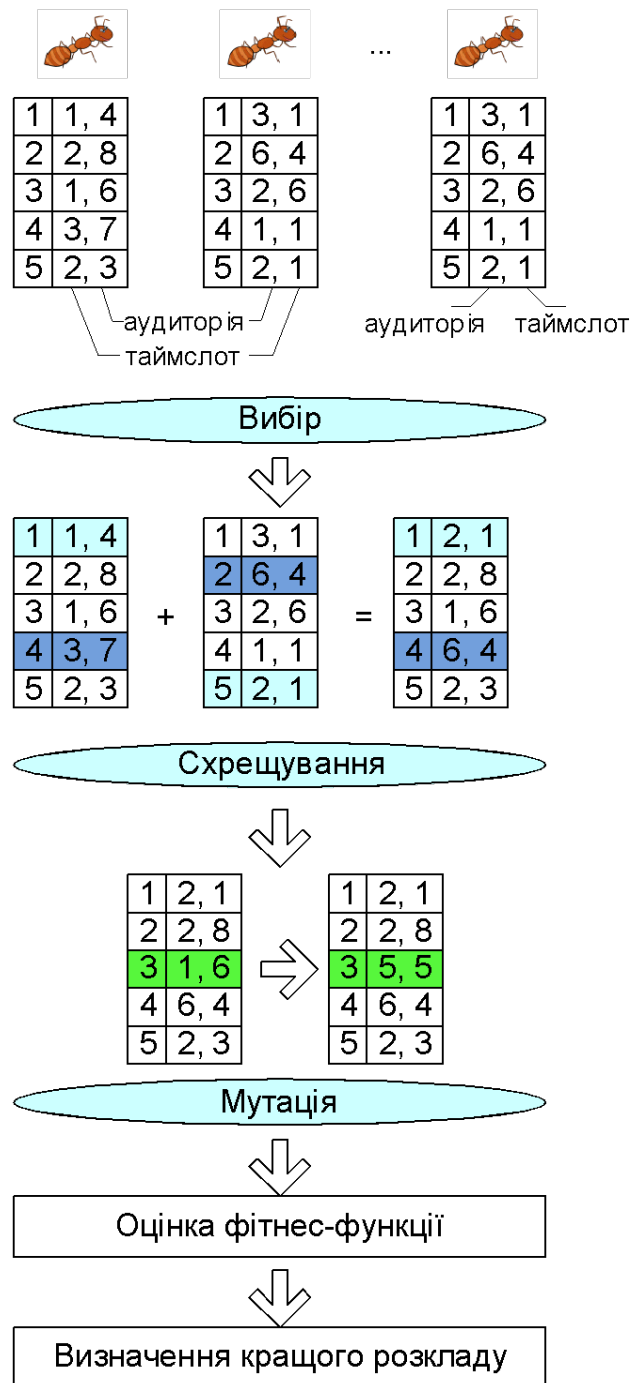 ...
1 1, 4 1 3, 1 1 3, 1
2 2, 8 2 6, 4 2 6, 4
3 1, 6 3 2, 6 3 2, 6
4 3, 7 4 1, 1 4 1, 1
5 2, 3 5 2, 1 5 2, 1
аудиторія аудиторія таймслот
таймслот
Вибір
1 1, 4 1 3, 1 1 2, 1
2 2, 8 2 6, 4 2 2, 8
3 1, 6 + 3 2, 6 = 3 1, 6
4 3, 7 4 1, 1 4 6, 4
5 2, 3 5 2, 1 5 2, 3
Схрещування
1 2, 1 1 2, 1
2 2, 8 2 2, 8
3 1, 6 3 5, 5
4 6, 4 4 6, 4
5 2, 3 5 2, 3
Мутація
Оцінка фітнес-функції
Визначення кращого розкладу